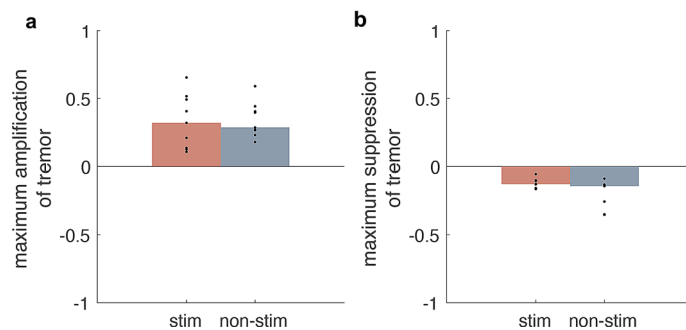 a
maximum amplification
of tremor
1
0.5
0
-0.5
-1
stim non-stim
b
maximum suppression
of tremor
1
0.5
0
-0.5
-1
stim non-stim